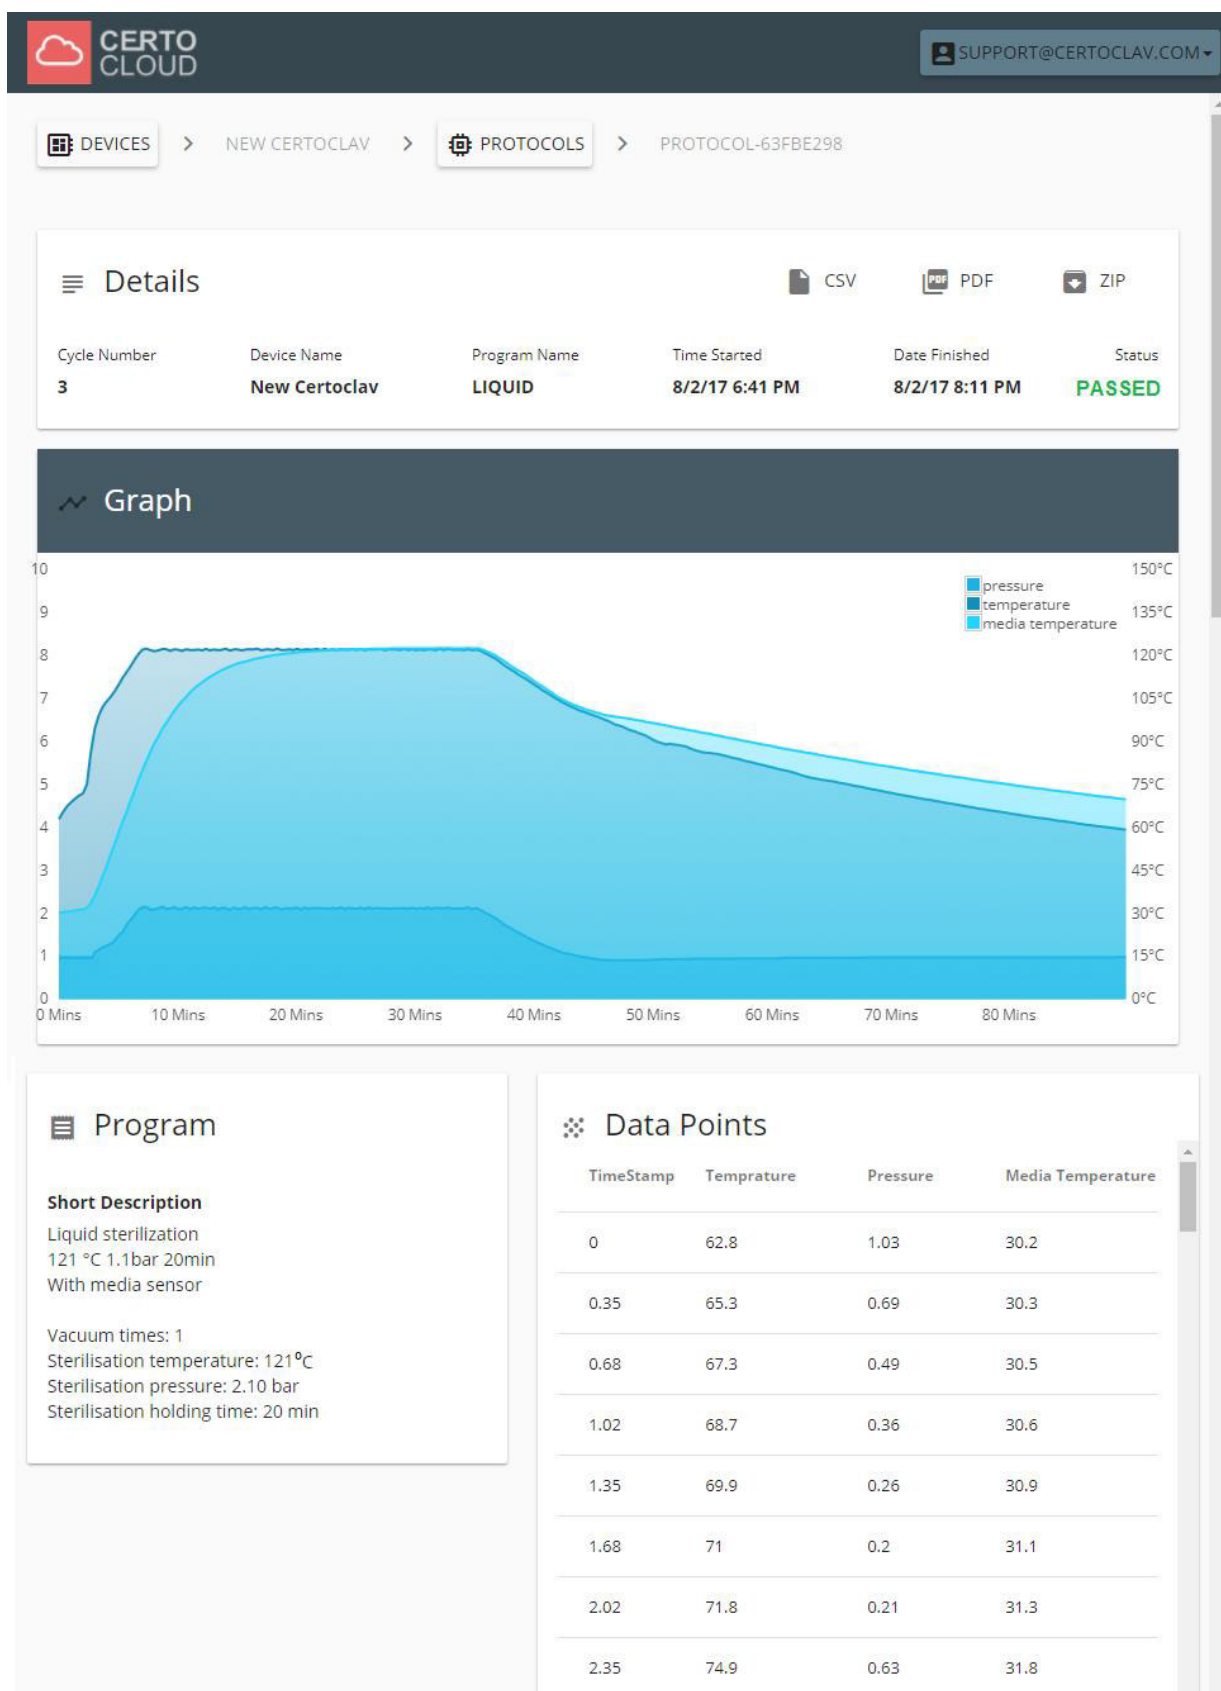 CERTO
CLOUD
SUPPORT@CERTOCLAV.COM
DEVICES > NEW CERTOCLAV > PROTOCOLS > PROTOCOL-63FBE298
Details
CSV PDF ZIP
Cycle Number Device Name Program Name Time Started Date Finished Status
3 New Certoclav LIQUID 8/2/17 6:41 PM 8/2/17 8:11 PM PASSED
Graph
10 150°C
pressure
temperature
9 135°C
media temperature
8 120°C
7 105°C
6 90°C
5 75°C
4 60°C
3 45°C
2 30°C
1 15°C
0 0°C
0 Mins 10 Mins 20 Mins 30 Mins 40 Mins 50 Mins 60 Mins 70 Mins 80 Mins
Program
Short Description
Liquid sterilization
121 °C 1.1bar 20min
With media sensor
Vacuum times: 1
Sterilisation temperature: 121⁰C
Sterilisation pressure: 2.10 bar
Sterilisation holding time: 20 min
Data Points
TimeStamp Temprature Pressure Media Temperature
0 62.8 1.03 30.2
0.35 65.3 0.69 30.3
0.68 67.3 0.49 30.5
1.02 68.7 0.36 30.6
1.35 69.9 0.26 30.9
1.68 71 0.2 31.1
2.02 71.8 0.21 31.3
2.35 74.9 0.63 31.8